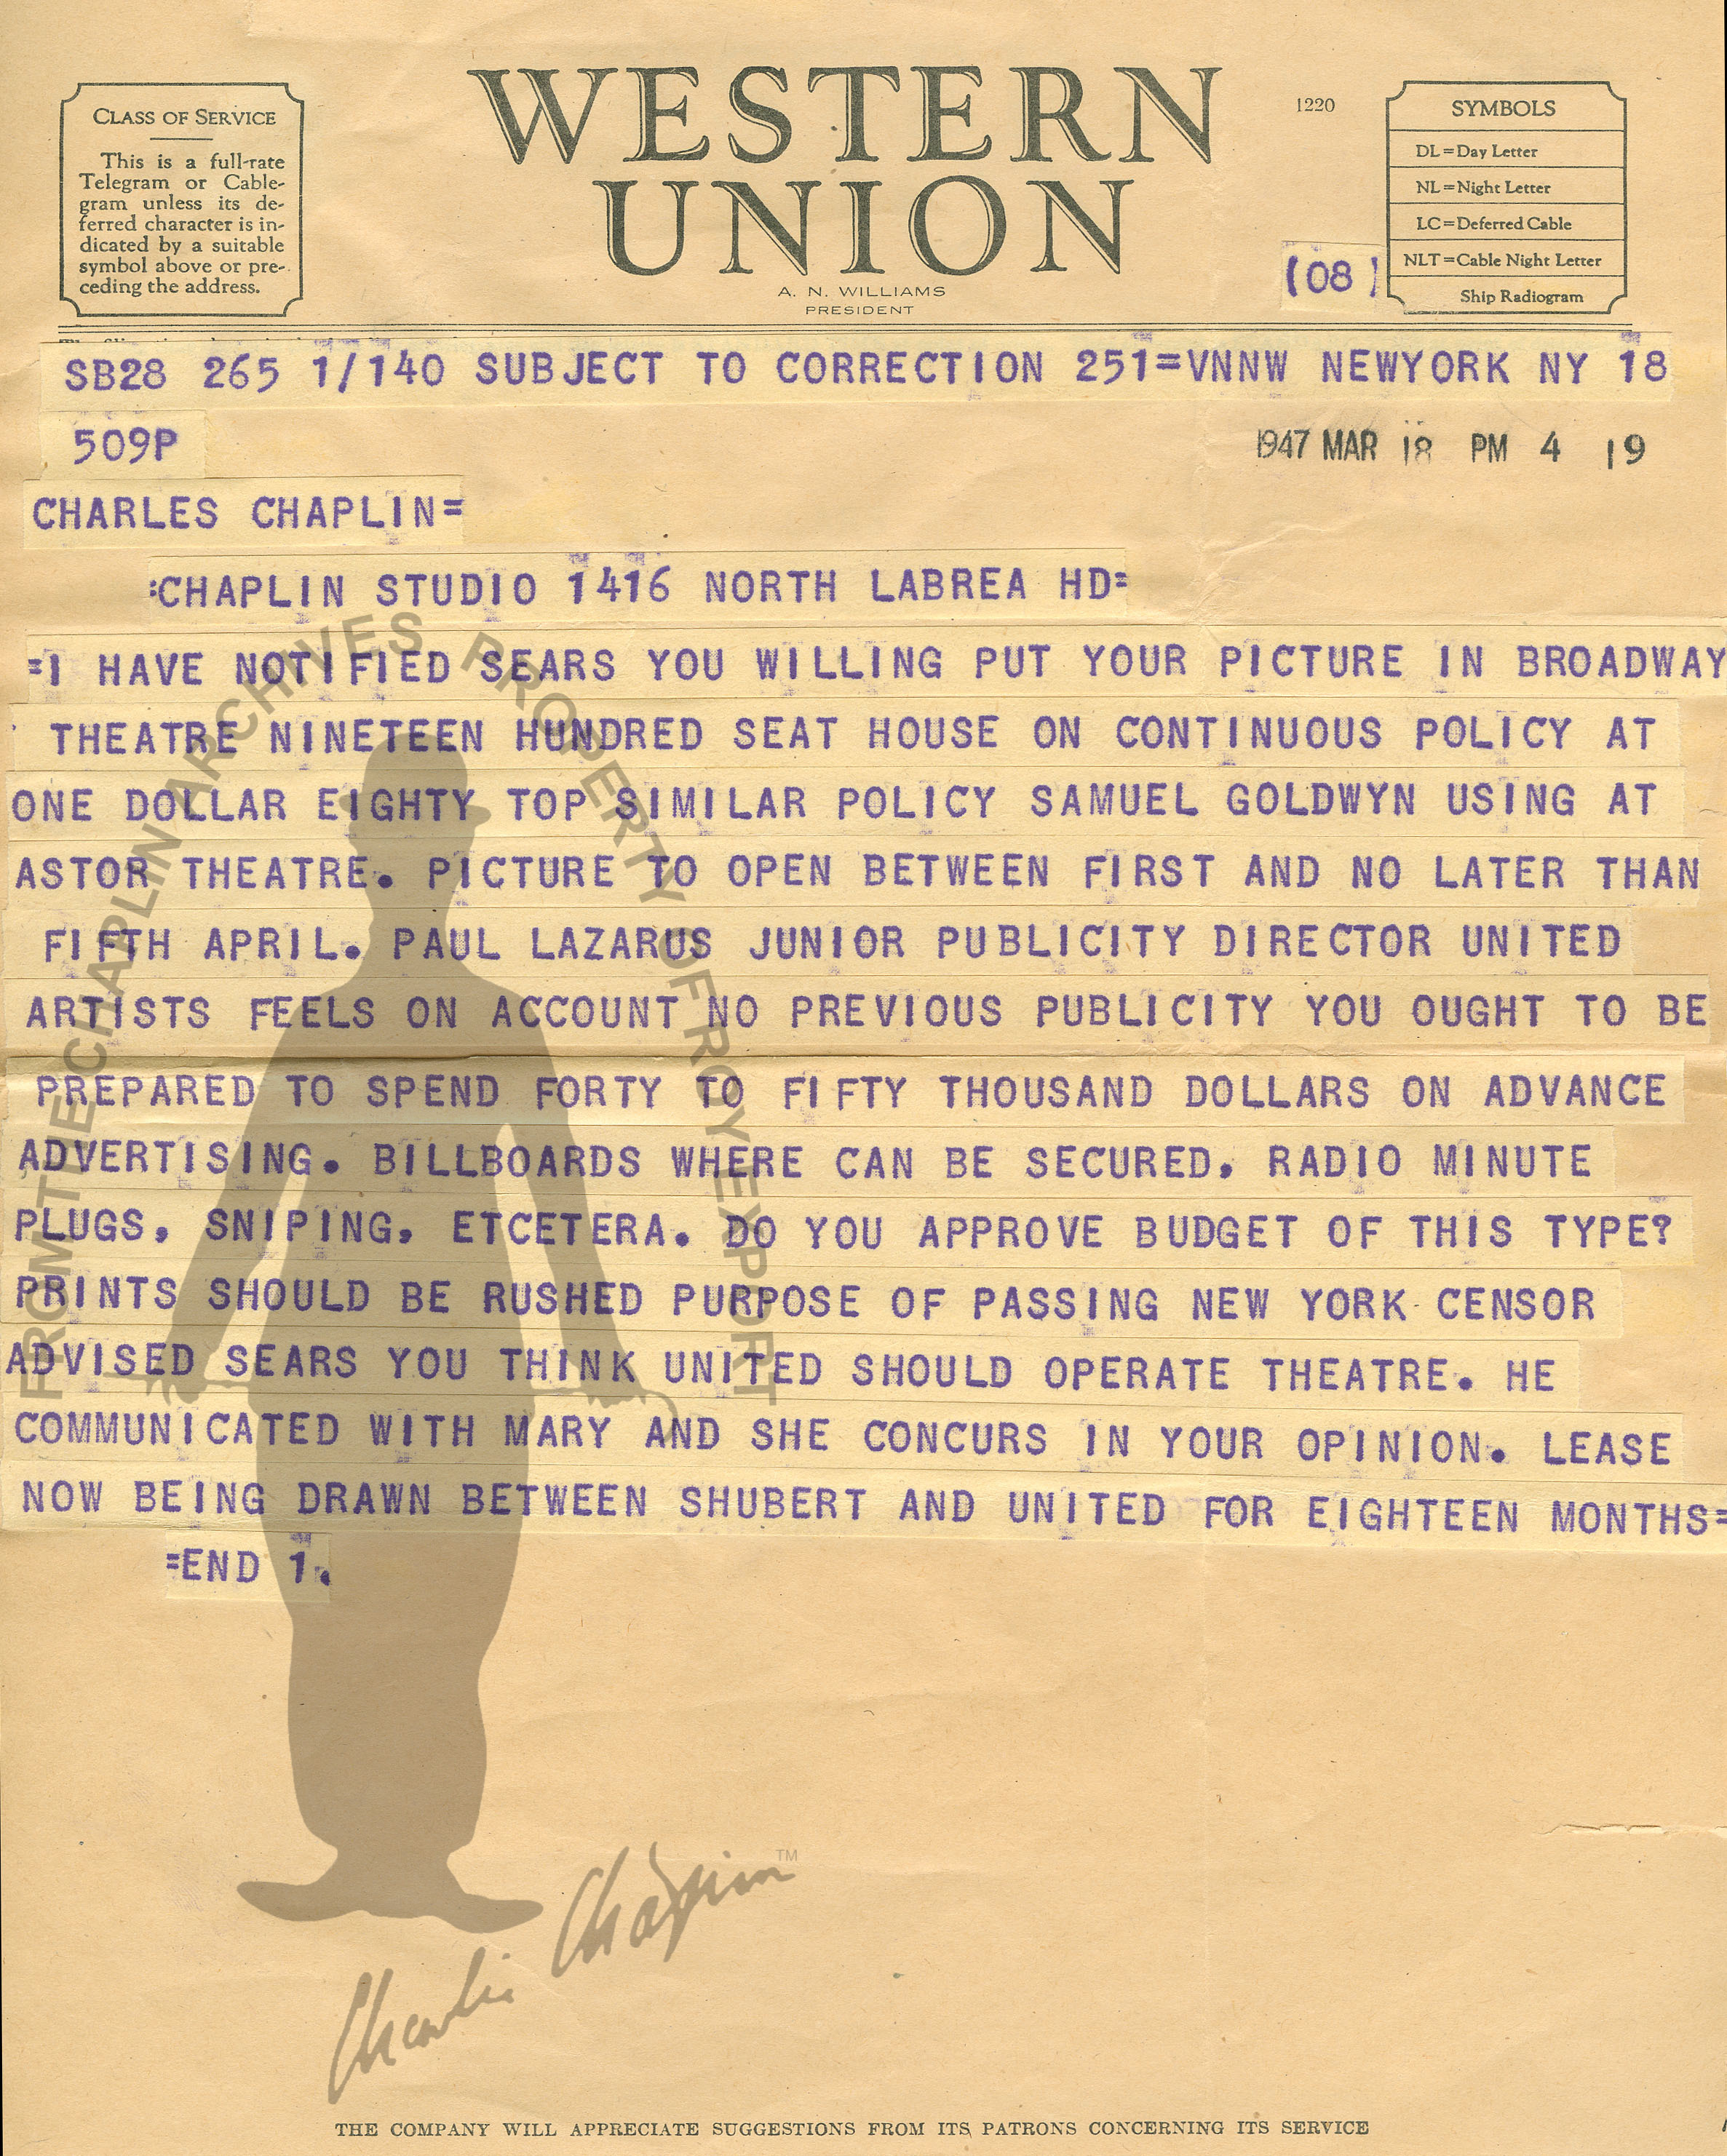 CLASS OF SERVICE
This is a full-rate
Telegram or Cable-
gram unless its de-
ferred character is in-
dicated by a suitable
symbol above or pre-
ceding the address.
WESTERN
UNION
A. N. WILLIAMS
PRESIDENT
1220
(08)
SYMBOLS
DL=Day Letter
NL=Night Letter
LC=Deferred Cable
NLT=Cable Night Letter
Ship Radiogram
SB28 265 1/140 SUBJECT TO CORRECTION 251=VNNW NEWYORK NY 18
509P
1947 MAR 18 PM 4 19
CHARLES CHAPLIN=
:CHAPLIN STUDIO 1416 NORTH LABREA HD=
=I HAVE NOTIFIED SEARS YOU WILLING PUT YOUR PICTURE IN BROADWAY
THEATRE NINETEEN HUNDRED SEAT HOUSE ON CONTINUOUS POLICY AT
ONE DOLLAR EIGHTY TOP SIMILAR POLICY SAMUEL GOLDWYN USING AT
ASTOR THEATRE. PICTURE TO OPEN BETWEEN FIRST AND NO LATER THAN
FIFTH APRIL. PAUL LAZARUS JUNIOR PUBLICITY DIRECTOR UNITED
ARTISTS FEELS ON ACCOUNT NO PREVIOUS PUBLICITY YOU OUGHT TO BE
PREPARED TO SPEND FORTY TO FIFTY THOUSAND DOLLARS ON ADVANCE
ADVERTISING. BILLBOARDS WHERE CAN BE SECURED, RADIO MINUTE
PLUGS, SNIPING, ETCETERA. DO YOU APPROVE BUDGET OF THIS TYPE?
PRINTS SHOULD BE RUSHED PURPOSE OF PASSING NEW YORK CENSOR
ADVISED SEARS YOU THINK UNITED SHOULD OPERATE THEATRE. HE
COMMUNICATED WITH MARY AND SHE CONCURS IN YOUR OPINION. LEASE
NOW BEING DRAWN BETWEEN SHUBERT AND UNITED FOR EIGHTEEN MONTHS=
=END 1.
FROM THE CHAPLIN ARCHIVES PROPERTY OF ROY EXPORT
Charlie Chaplin™
THE COMPANY WILL APPRECIATE SUGGESTIONS FROM ITS PATRONS CONCERNING ITS SERVICE